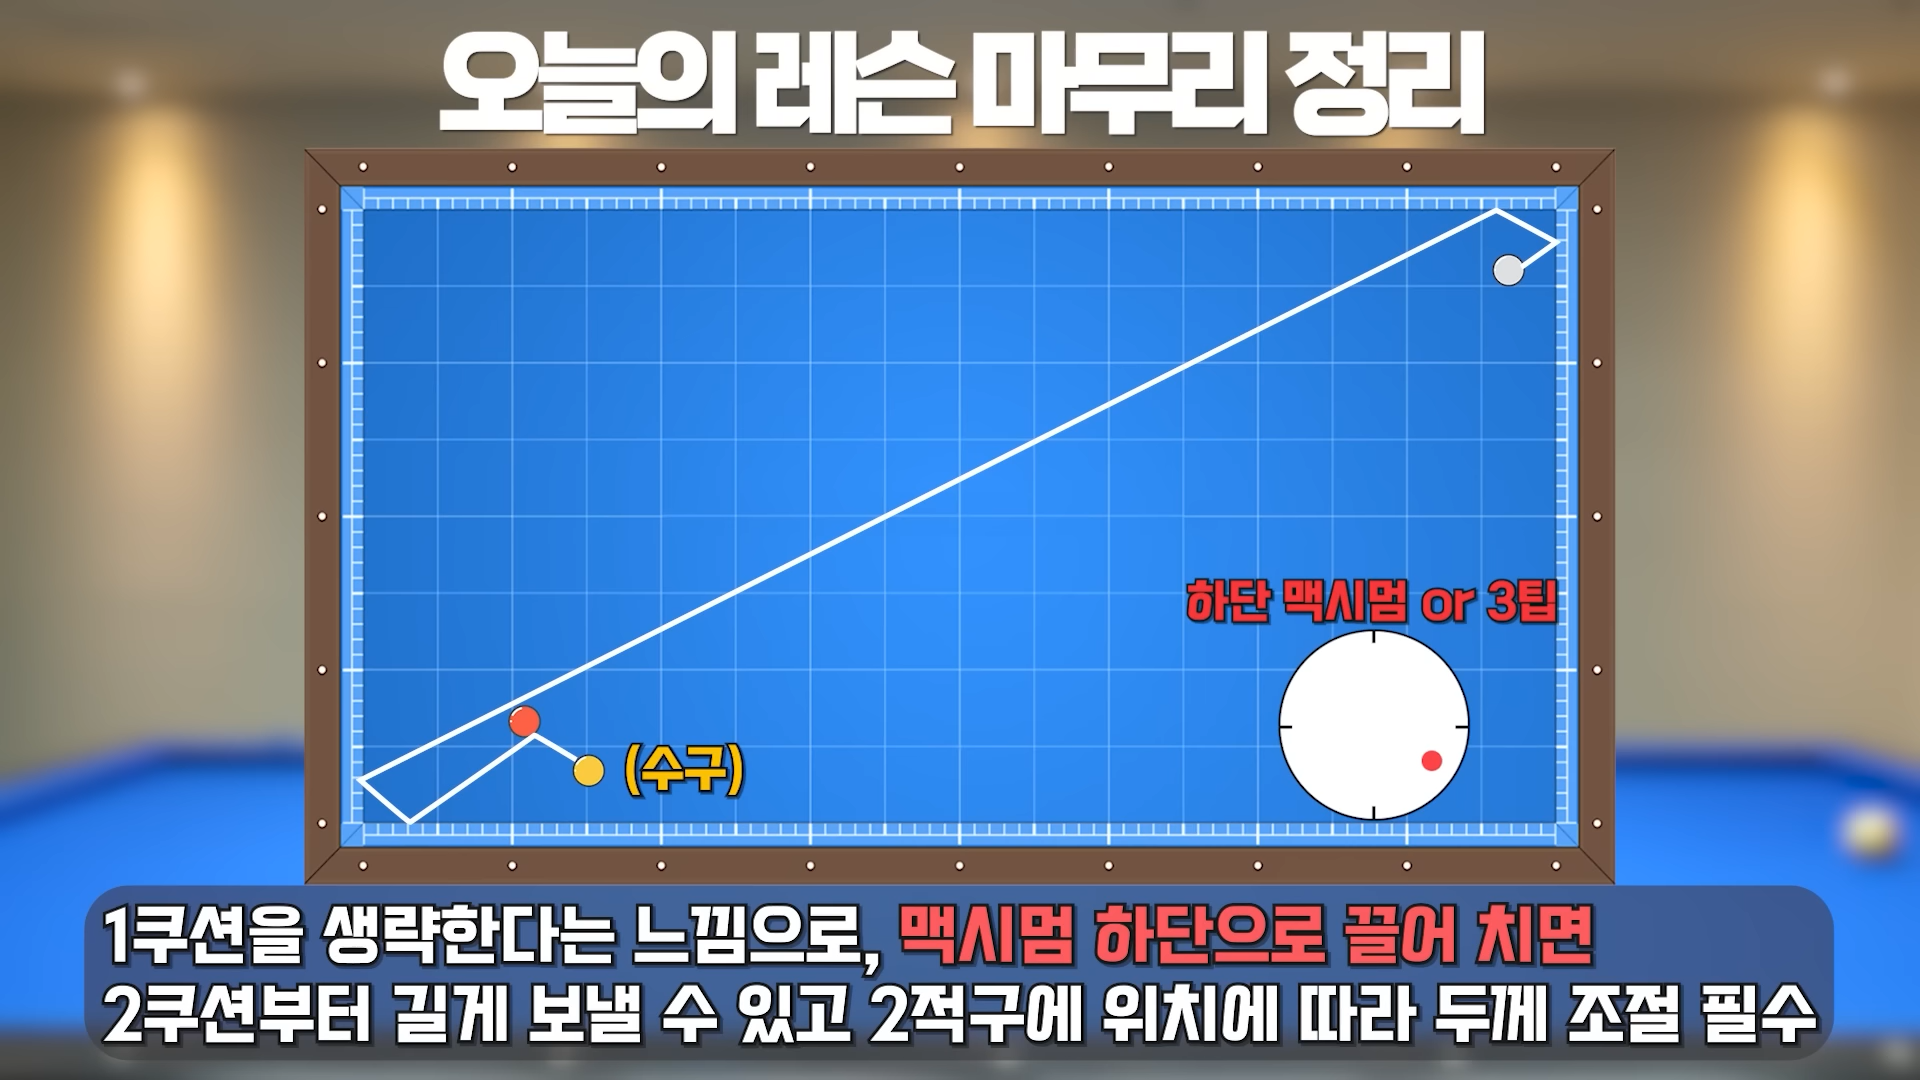 오늘의 레슨 마무리 정리
하단 맥시멈 or 3팁
(수구)
1쿠션을 생략한다는 느낌으로, 맥시멈 하단으로 끌어 치면
2쿠션부터 길게 보낼 수 있고 2적구에 위치에 따라 두께 조절 필수